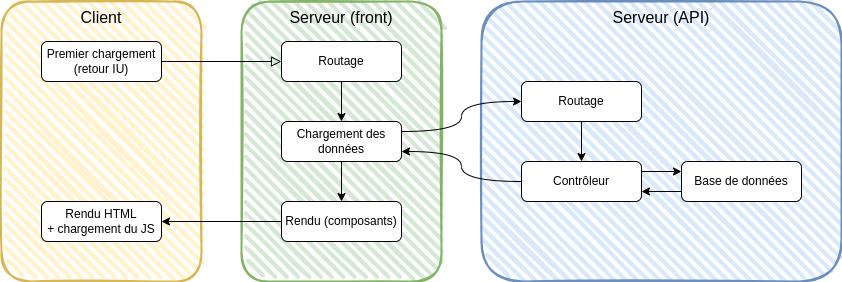 Client
Serveur (front)
Serveur (API)
Premier chargement
(retour IU)
Routage
Routage
Chargement des
données
Contrôleur
Base de données
Rendu HTML
+ chargement du JS
Rendu (composants)